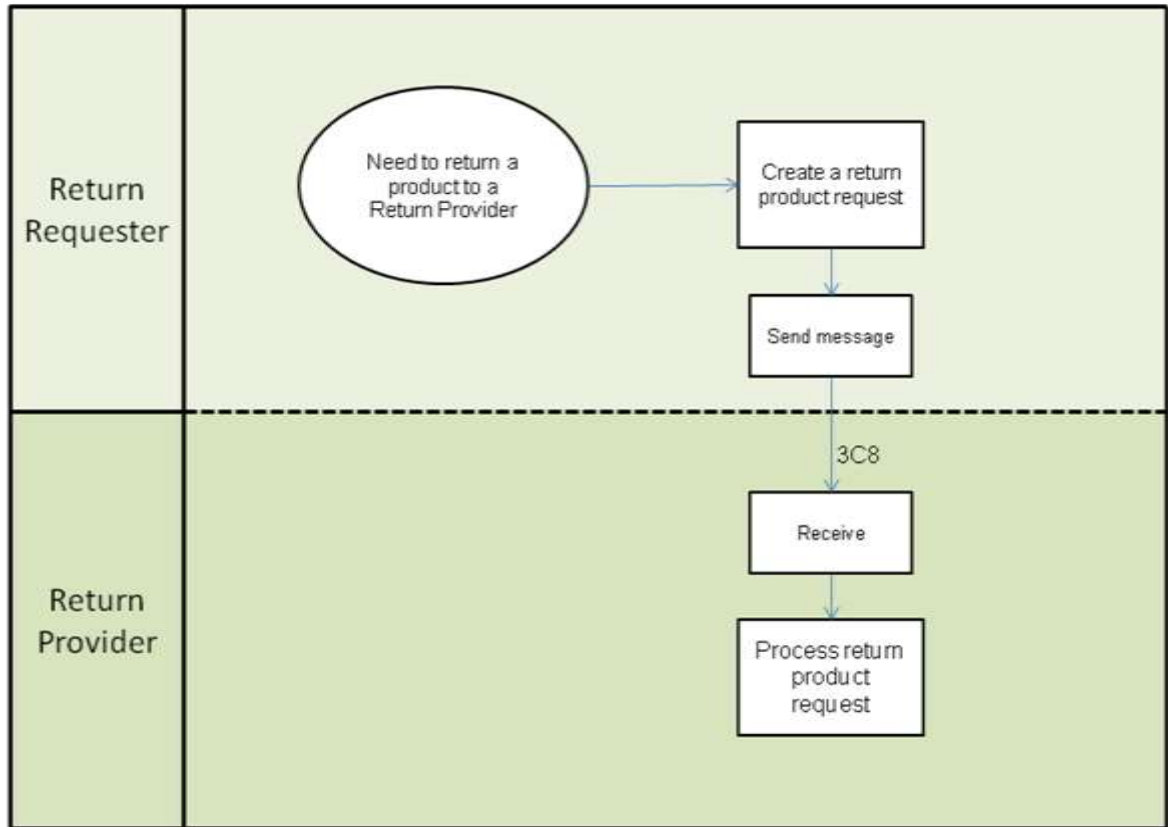 Return
Requester
Need to return a
product to a
Return Provider
Create a return
product request
Send message
3C8
Receive
Return
Provider
Process return
product
request